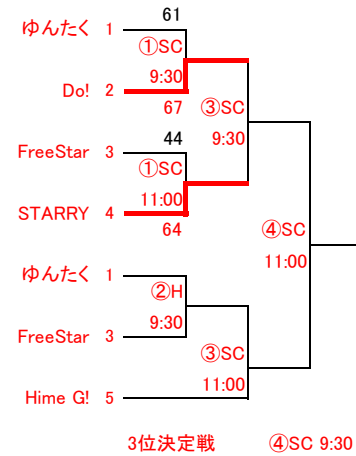 61
ゆんたく 1
①SC
9:30
Do! 2
67
③SC
9:30
44
FreeStar 3
①SC
11:00
STARRY 4
64
④SC
11:00
ゆんたく 1
②H
9:30
FreeStar 3
③SC
11:00
Hime G! 5
3位決定戦 ④SC 9:30